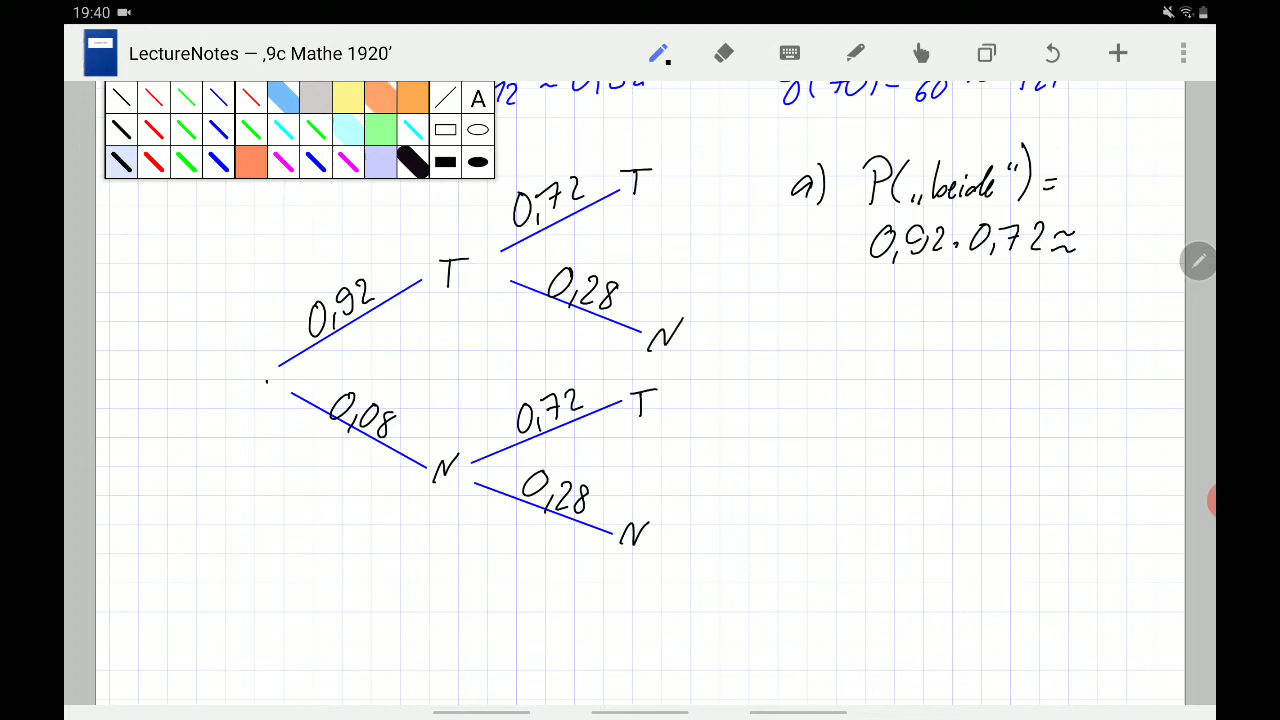 19:40
LectureNotes — ‚9c Mathe 1920’
A
0,72 T
0,28 N
0,92 T
0,08 N
0,72 T
0,28 N
a) P(„beide“) =
0,92 · 0,72 ≈